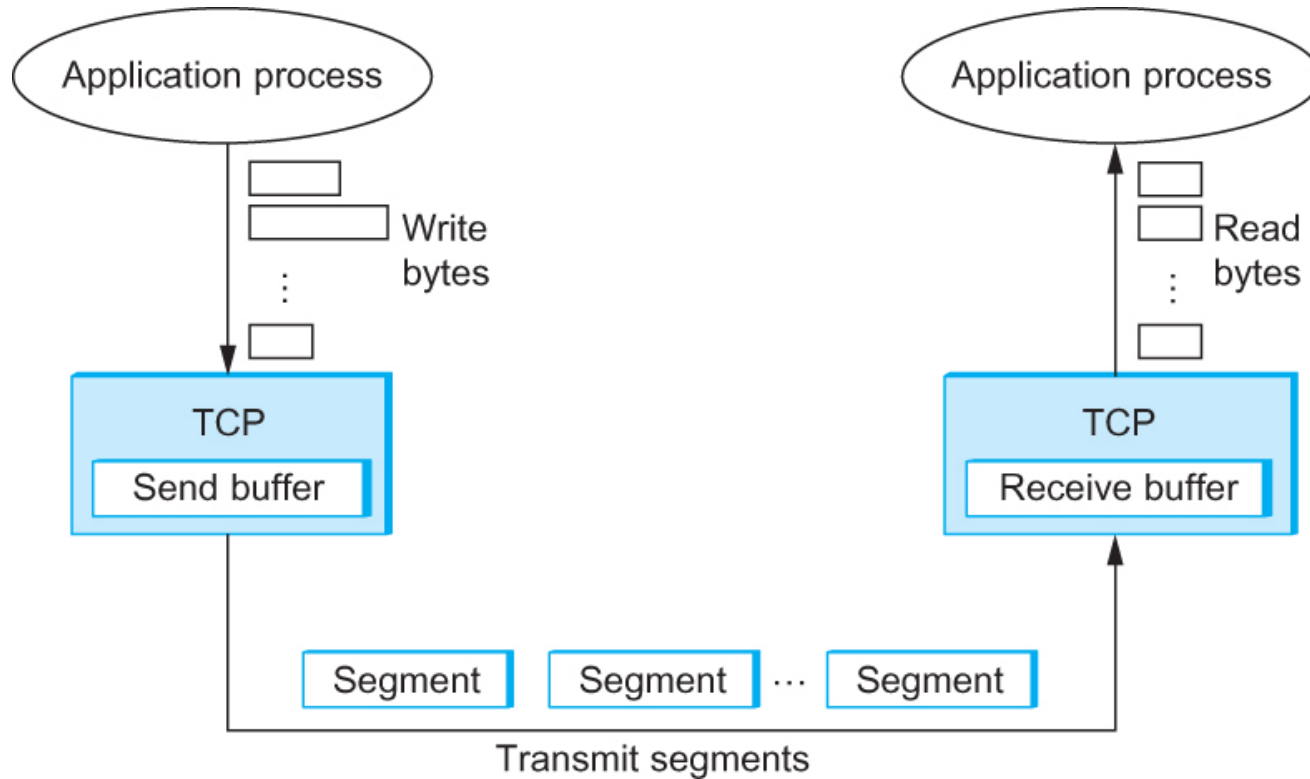 Application process
Application process
Write
bytes
Read
bytes
⋮
⋮
TCP
Send buffer
TCP
Receive buffer
Segment
Segment
…
Segment
Transmit segments